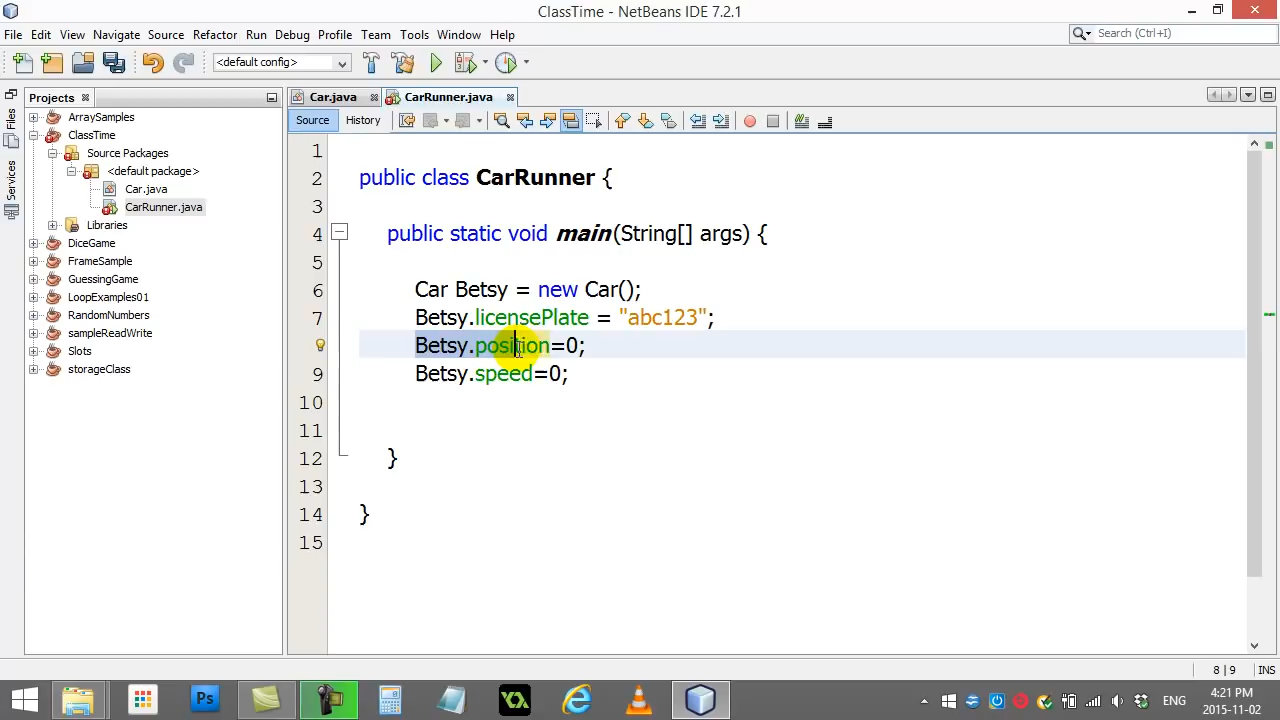 ClassTime - NetBeans IDE 7.2.1
File Edit View Navigate Source Refactor Run Debug Profile Team Tools Window Help
Search (Ctrl+I)
<default config>
Files
Services
Projects
ArraySamples
ClassTime
Source Packages
<default package>
Car.java
CarRunner.java
Libraries
DiceGame
FrameSample
GuessingGame
LoopExamples01
RandomNumbers
sampleReadWrite
Slots
storageClass
Car.java CarRunner.java
Source History
1
2 public class CarRunner {
3
4 public static void main(String[] args) {
5
6 Car Betsy = new Car();
7 Betsy.licensePlate = "abc123";
Betsy.position=0;
9 Betsy.speed=0;
10
11
12 }
13
14 }
15
8|9 INS
Ps
ENG
4:21 PM
2015-11-02